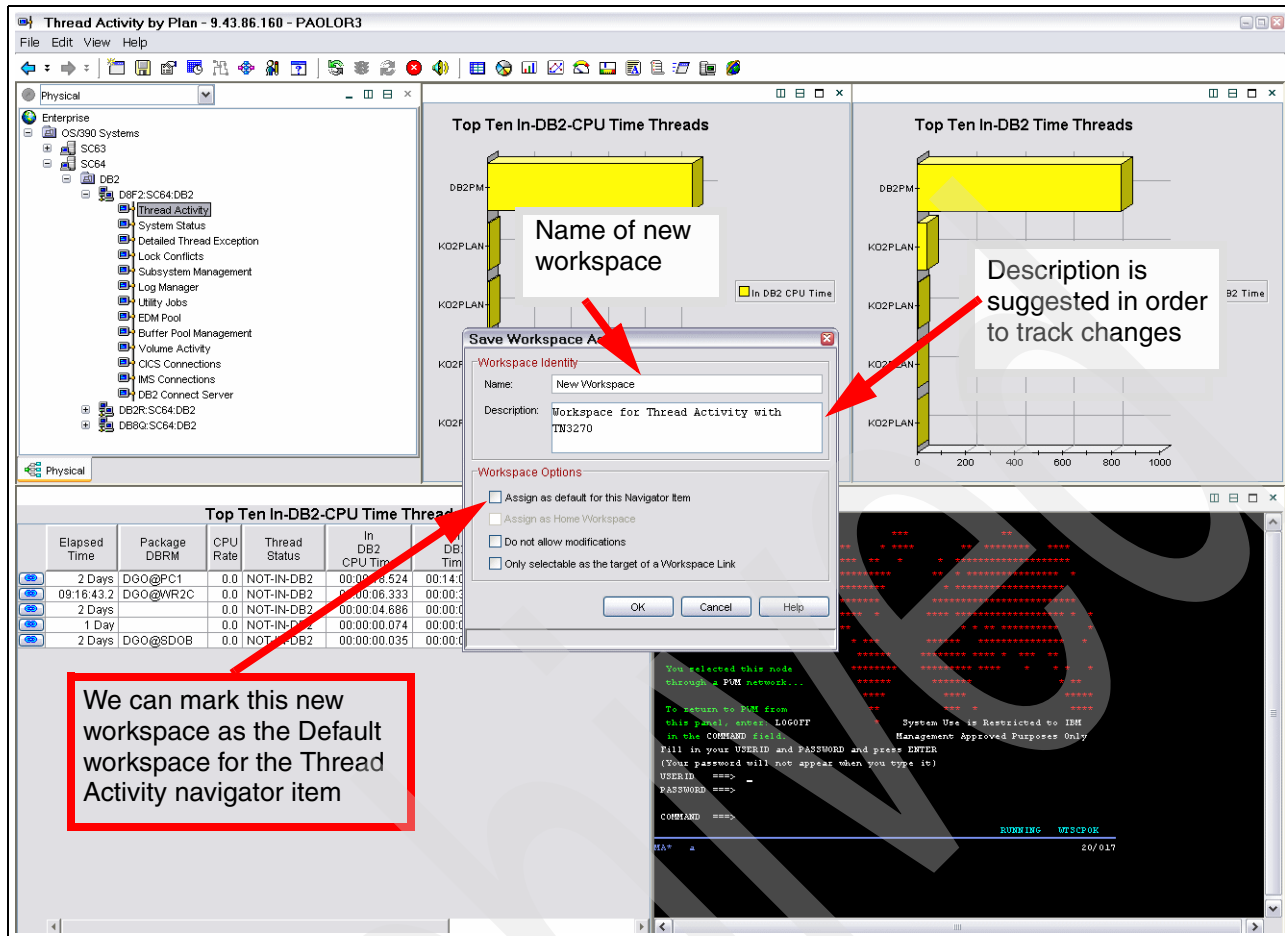 Thread Activity by Plan - 9.43.86.160 - PAOLOR3
File Edit View Help
Physical
Enterprise
OS/390 Systems
SC63
SC64
DB2
D8F2:SC64:DB2
Thread Activity
System Status
Detailed Thread Exception
Lock Conflicts
Subsystem Management
Log Manager
Utility Jobs
EDM Pool
Buffer Pool Management
Volume Activity
CICS Connections
IMS Connections
DB2 Connect Server
DB2R:SC64:DB2
DB8Q:SC64:DB2
Physical
Top Ten In-DB2-CPU Time Threads
DB2PM
KO2PLAN
KO2PLAN
In DB2 CPU Time
Top Ten In-DB2 Time Threads
DB2PM
KO2PLAN
KO2PLAN
KO2PLAN
KO2PLAN
0 200 400 600 800 1000
Time
Name of new
workspace
Description is
suggested in order
to track changes
Save Workspace
Workspace Identity
Name: New Workspace
Description: Workspace for Thread Activity with
TN3270
Workspace Options
Assign as default for this Navigator Item
Assign as Home Workspace
Do not allow modifications
Only selectable as the target of a Workspace Link
OK Cancel Help
Top Ten In-DB2-CPU Time
Elapsed Time Package DBRM CPU Rate Thread Status In DB2 CPU
2 Days DGO@PC1 0.0 NOT-IN-DB2
09:16:43.2 DGO@WR2C 0.0 NOT-IN-DB2 00:00:06.333
2 Days 0.0 NOT-IN-DB2 00:00:04.686
1 Day 0.0 00:00:00.074
2 Days DGO@SDOB 0.0 00:00:00.035
We can mark this new
workspace as the Default
workspace for the Thread
Activity navigator item
You selected this node
through a PVM network...
To return to PVM from
this panel, enter: LOGOFF
in the COMMAND field.
System Use is Restricted to IBM
Management Approved Purposes Only
Fill in your USERID and PASSWORD and press ENTER
(Your password will not appear when you type it)
USERID ===> _
PASSWORD ===>
COMMAND ===>
RUNNING WTSCPOK
MA* a 20/017